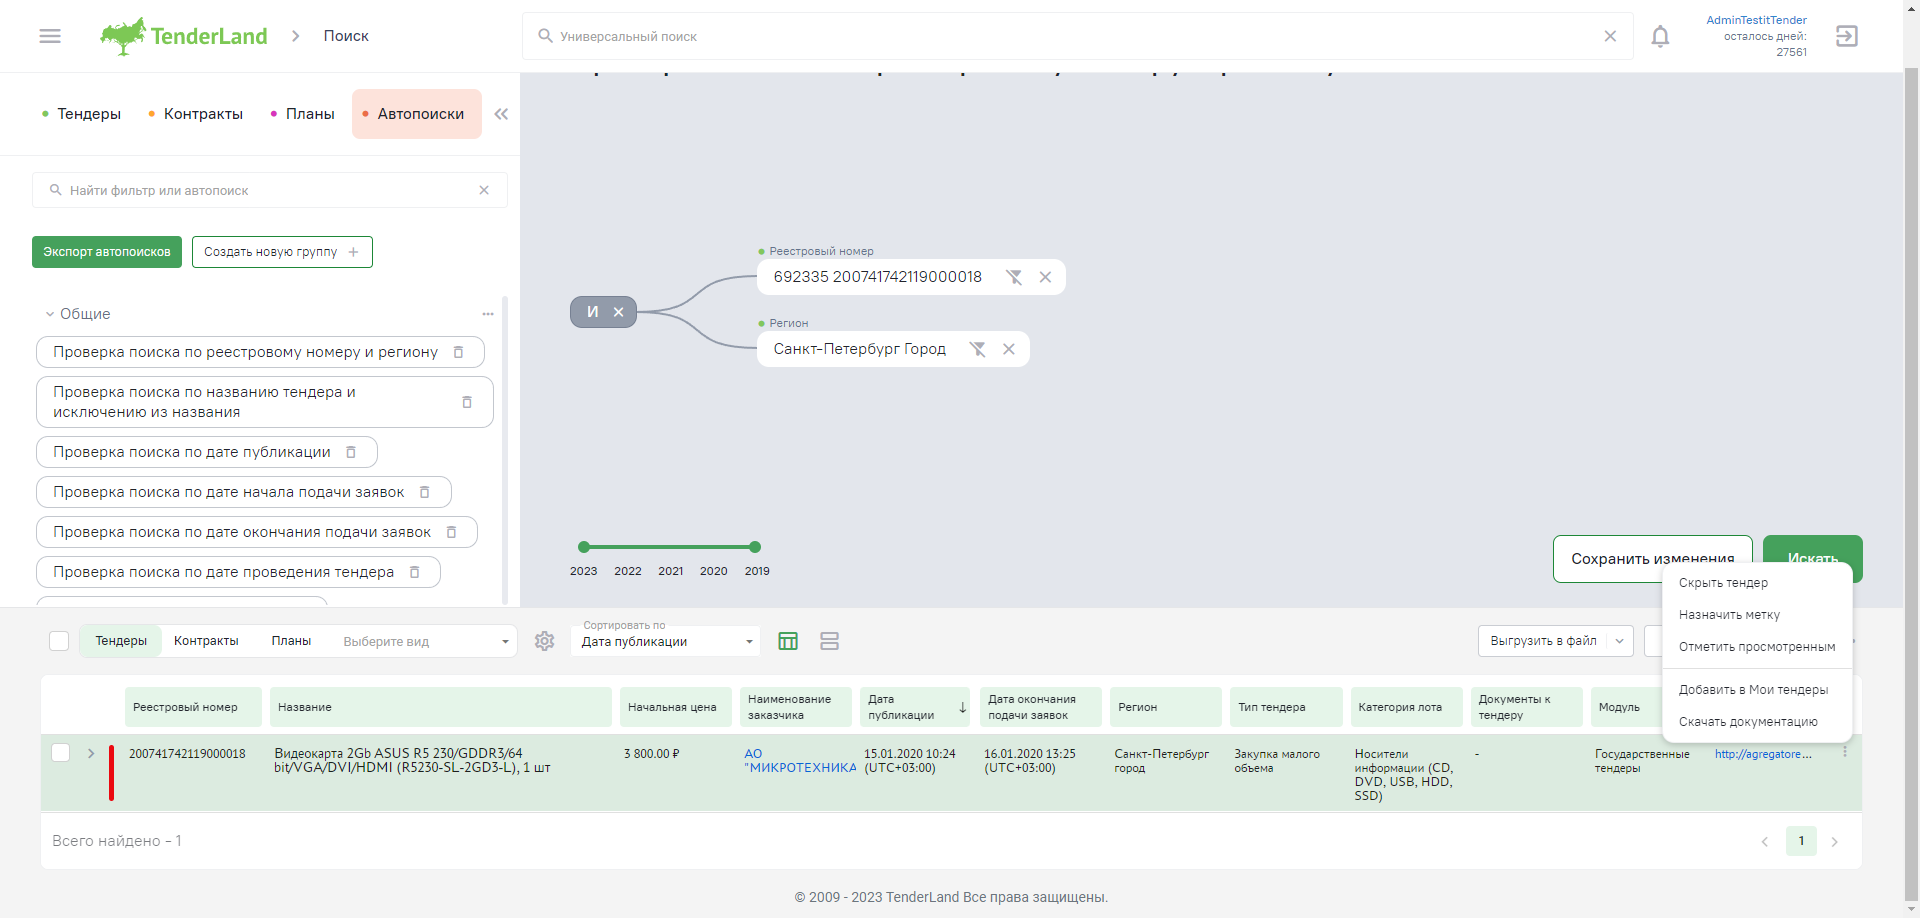 TenderLand
Поиск
Универсальный поиск
AdminTestitTender
осталось дней:
27561
Тендеры
Контракты
Планы
Автопоиски
Найти фильтр или автопоиск
Экспорт автопоисков
Создать новую группу
Общие
Проверка поиска по реестровому номеру и региону
Проверка поиска по названию тендера и
исключению из названия
Проверка поиска по дате публикации
Проверка поиска по дате начала подачи заявок
Проверка поиска по дате окончания подачи заявок
Проверка поиска по дате проведения тендера
Реестровый номер
692335 200741742119000018
И
Регион
Санкт-Петербург Город
2023 2022 2021 2020 2019
Сохранить изменения
Искать
Скрыть тендер
Назначить метку
Отметить просмотренным
Добавить в Мои тендеры
Скачать документацию
Тендеры
Контракты
Планы
Выберите вид
Сортировать по
Дата публикации
Выгрузить в файл
Реестровый номер
Название
Начальная цена
Наименование
заказчика
Дата
публикации
Дата окончания
подачи заявок
Регион
Тип тендера
Категория лота
Документы к
тендеру
Модуль
200741742119000018
Видеокарта 2Gb ASUS R5 230/GDDR3/64
bit/VGA/DVI/HDMI (R5230-SL-2GD3-L), 1 шт
3 800.00 ₽
АО
"МИКРОТЕХНИКА
15.01.2020 10:24
(UTC+03:00)
16.01.2020 13:25
(UTC+03:00)
Санкт-Петербург
город
Закупка малого
объема
Носители
информации (CD,
DVD, USB, HDD,
SSD)
-
Государственные
тендеры
http://agregatore...
Всего найдено - 1
1
© 2009 - 2023 TenderLand Все права защищены.